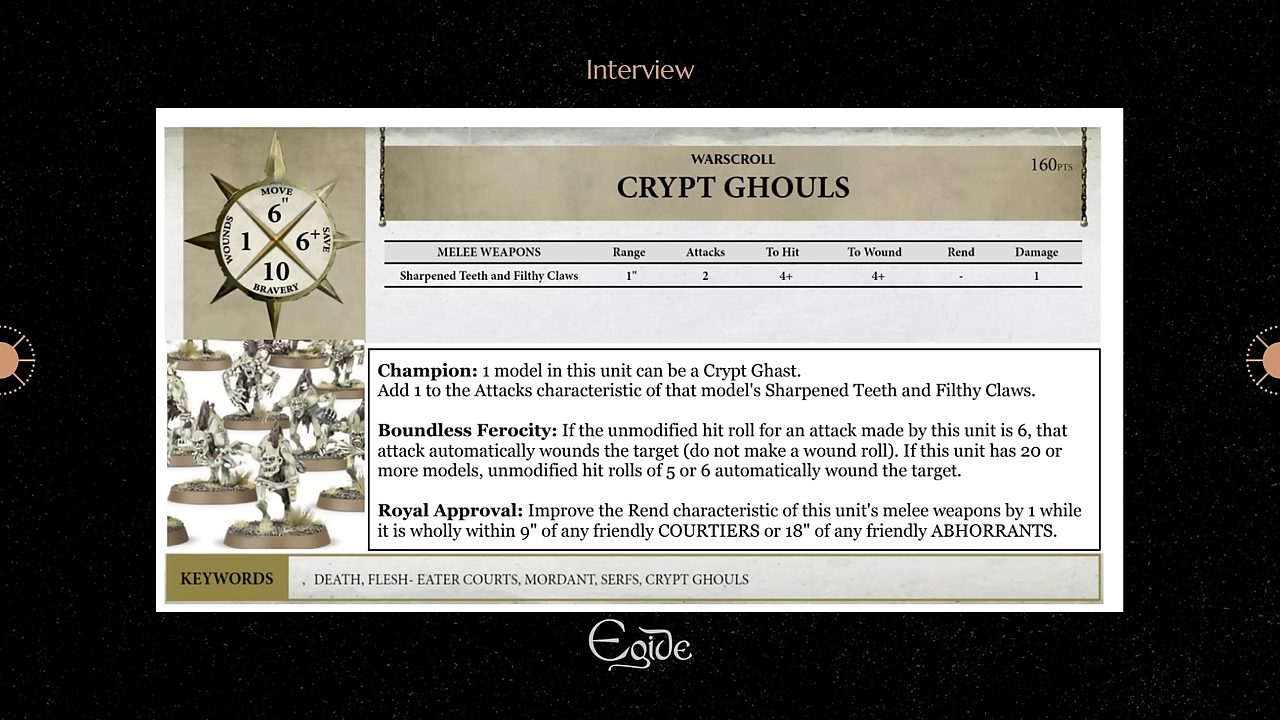 Interview
WARSCROLL
160PTS
CRYPT GHOULS
MOVE
6"
WOUNDS
1
6+
SAVE
10
BRAVERY
MELEE WEAPONS Range Attacks To Hit To Wound Rend Damage
Sharpened Teeth and Filthy Claws 1" 2 4+ 4+ - 1
Champion: 1 model in this unit can be a Crypt Ghast.
Add 1 to the Attacks characteristic of that model's Sharpened Teeth and Filthy Claws.
Boundless Ferocity: If the unmodified hit roll for an attack made by this unit is 6, that
attack automatically wounds the target (do not make a wound roll). If this unit has 20 or
more models, unmodified hit rolls of 5 or 6 automatically wound the target.
Royal Approval: Improve the Rend characteristic of this unit's melee weapons by 1 while
it is wholly within 9" of any friendly COURTIERS or 18" of any friendly ABHORRANTS.
KEYWORDS , DEATH, FLESH- EATER COURTS, MORDANT, SERFS, CRYPT GHOULS
Egide